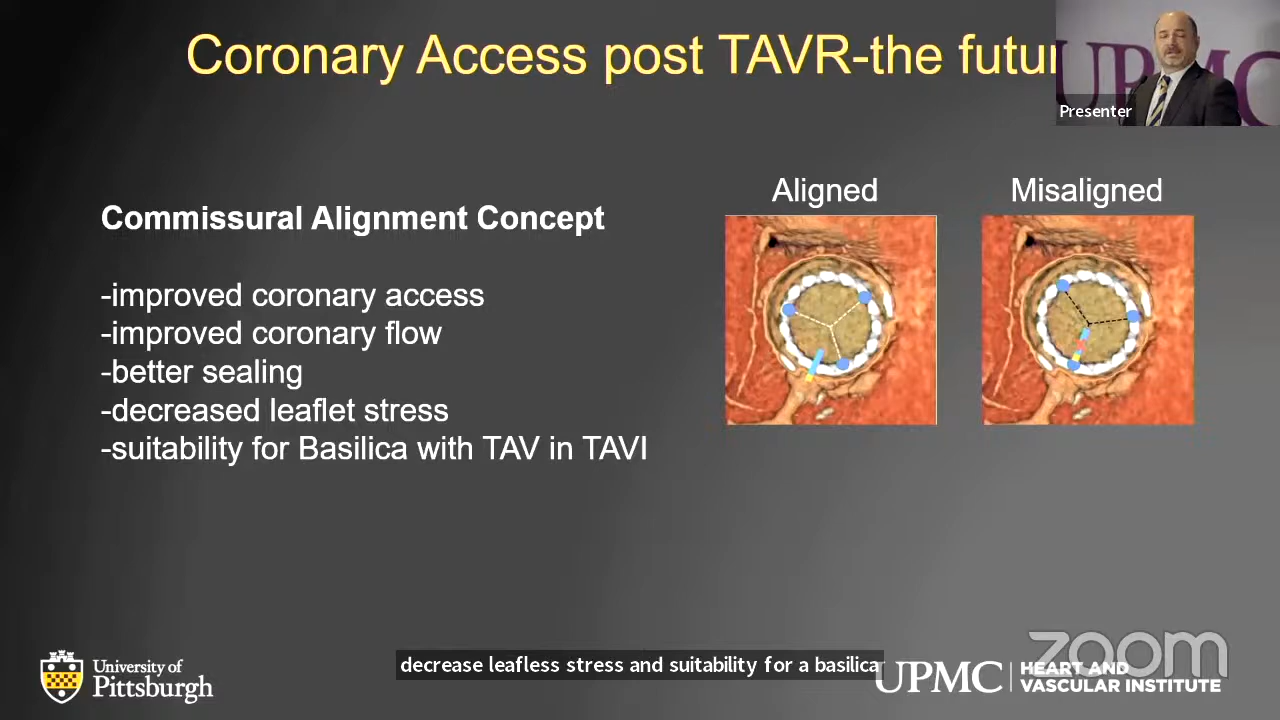 Coronary Access post TAVR-the futur
UPMC
Presenter
Aligned
Misaligned
Commissural Alignment Concept
-improved coronary access
-improved coronary flow
-better sealing
-decreased leaflet stress
-suitability for Basilica with TAV in TAVI
University of
Pittsburgh
decrease leafless stress and suitability for a basilica
UPMC
HEART AND
VASCULAR INSTITUTE
zoom